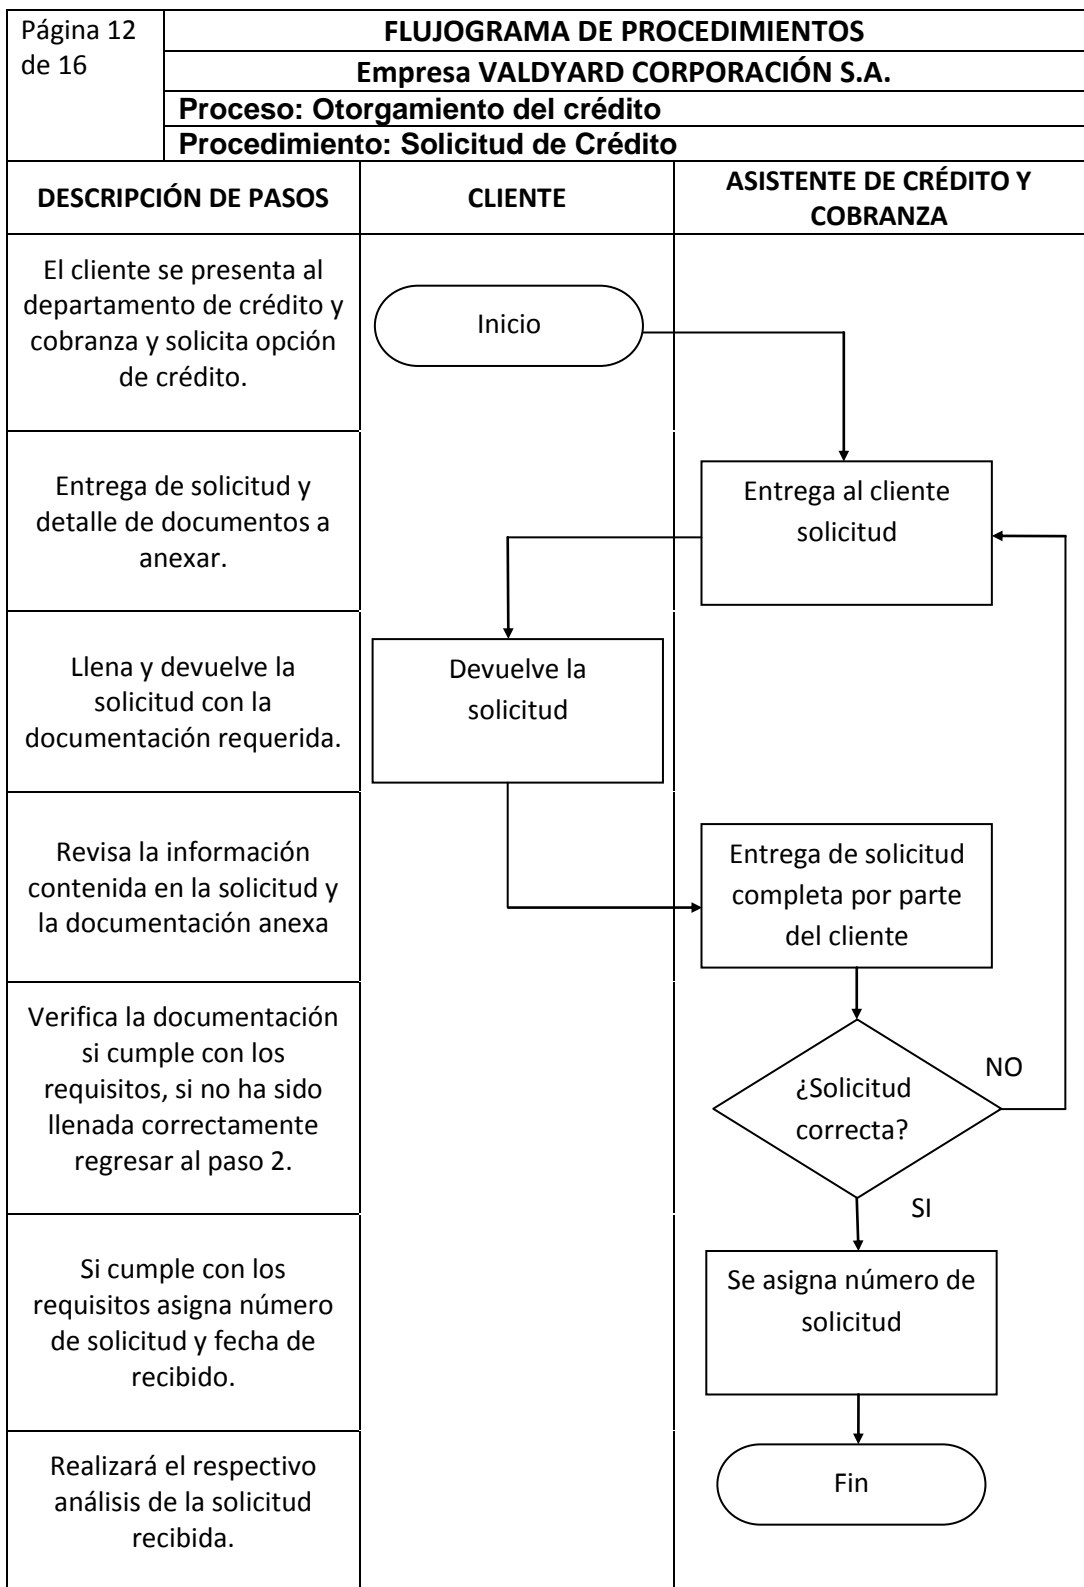 Página 12
de 16
FLUJOGRAMA DE PROCEDIMIENTOS
Empresa VALDYARD CORPORACIÓN S.A.
Proceso: Otorgamiento del crédito
Procedimiento: Solicitud de Crédito
DESCRIPCIÓN DE PASOS
CLIENTE
ASISTENTE DE CRÉDITO Y
COBRANZA
El cliente se presenta al
departamento de crédito y
cobranza y solicita opción
de crédito.
Inicio
Entrega de solicitud y
detalle de documentos a
anexar.
Entrega al cliente
solicitud
Llena y devuelve la
solicitud con la
documentación requerida.
Devuelve la
solicitud
Revisa la información
contenida en la solicitud y
la documentación anexa
Entrega de solicitud
completa por parte
del cliente
Verifica la documentación
si cumple con los
requisitos, si no ha sido
llenada correctamente
regresar al paso 2.
¿Solicitud
correcta?
NO
SI
Si cumple con los
requisitos asigna número
de solicitud y fecha de
recibido.
Se asigna número de
solicitud
Realizará el respectivo
análisis de la solicitud
recibida.
Fin